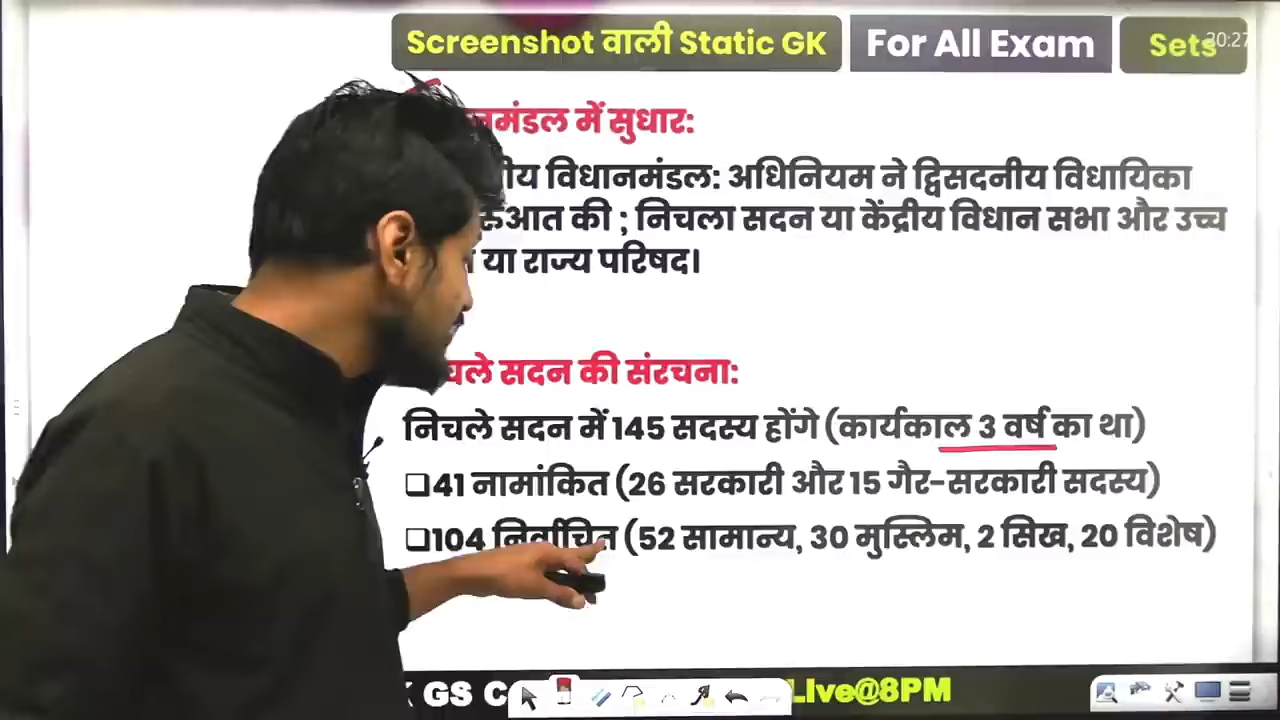 Screenshot वाली Static GK
For All Exam
Sets
20:27
में सुधार:
विधानमंडल: अधिनियम ने द्विसदनीय विधायिका
की ; निचला सदन या केंद्रीय विधान सभा और उच्च
या राज्य परिषद।
सदन की संरचना:
निचले सदन में 145 सदस्य होंगे (कार्यकाल 3 वर्ष का था)
❑41 नामांकित (26 सरकारी और 15 गैर-सरकारी सदस्य)
❑104 निर्वाचित (52 सामान्य, 30 मुस्लिम, 2 सिख, 20 विशेष)
GS
LIve@8PM